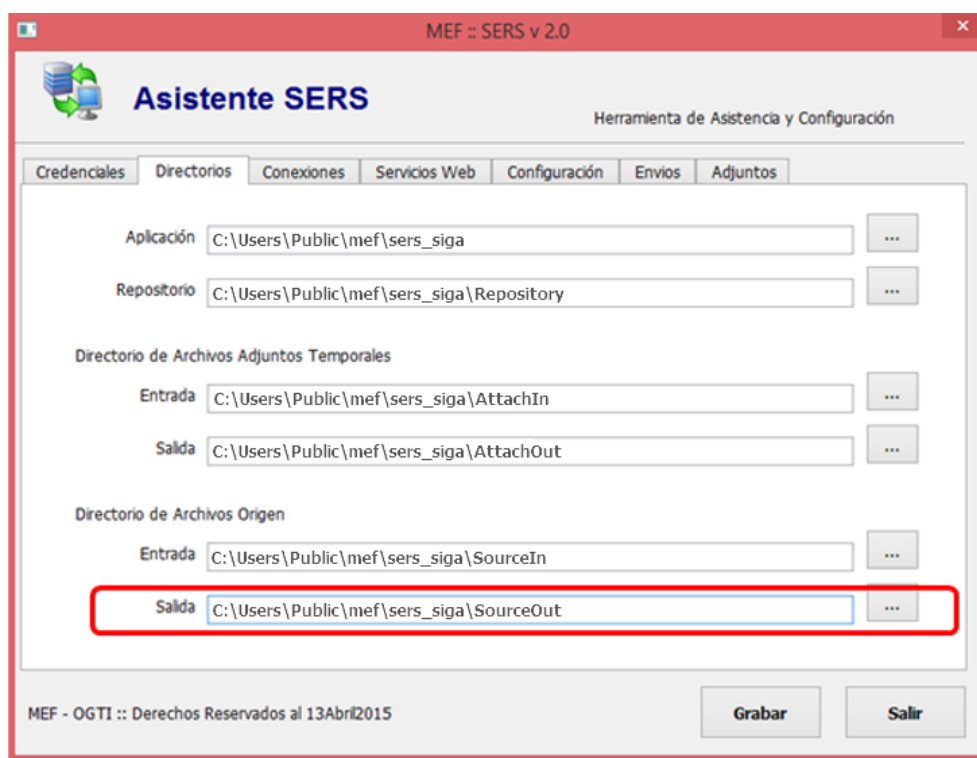 MEF :: SERS v 2.0
Asistente SERS
Herramienta de Asistencia y Configuración
Credenciales Directorios Conexiones Servicios Web Configuración Envios Adjuntos
Aplicación C:\Users\Public\mef\sers_siga ...
Repositorio C:\Users\Public\mef\sers_siga\Repository ...
Directorio de Archivos Adjuntos Temporales
Entrada C:\Users\Public\mef\sers_siga\AttachIn ...
Salida C:\Users\Public\mef\sers_siga\AttachOut ...
Directorio de Archivos Origen
Entrada C:\Users\Public\mef\sers_siga\SourceIn ...
Salida C:\Users\Public\mef\sers_siga\SourceOut ...
MEF - OGTI :: Derechos Reservados al 13Abril2015 Grabar Salir